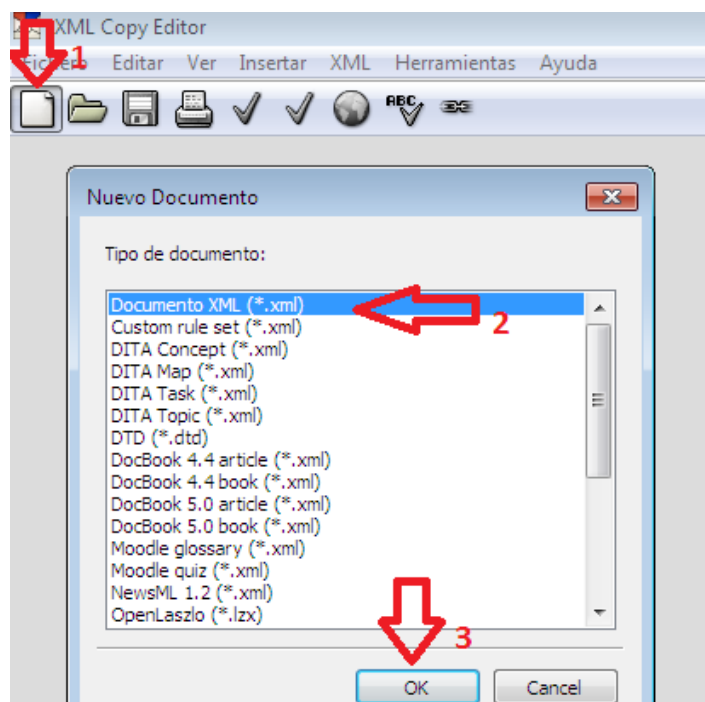 XML Copy Editor
1
Fichero Editar Ver Insertar XML Herramientas Ayuda
ABC
Nuevo Documento
Tipo de documento:
Documento XML (*.xml)
2
Custom rule set (*.xml)
DITA Concept (*.xml)
DITA Map (*.xml)
DITA Task (*.xml)
DITA Topic (*.xml)
DTD (*.dtd)
DocBook 4.4 article (*.xml)
DocBook 4.4 book (*.xml)
DocBook 5.0 article (*.xml)
DocBook 5.0 book (*.xml)
Moodle glossary (*.xml)
Moodle quiz (*.xml)
NewsML 1.2 (*.xml)
OpenLaszlo (*.lzx)
3
OK Cancel